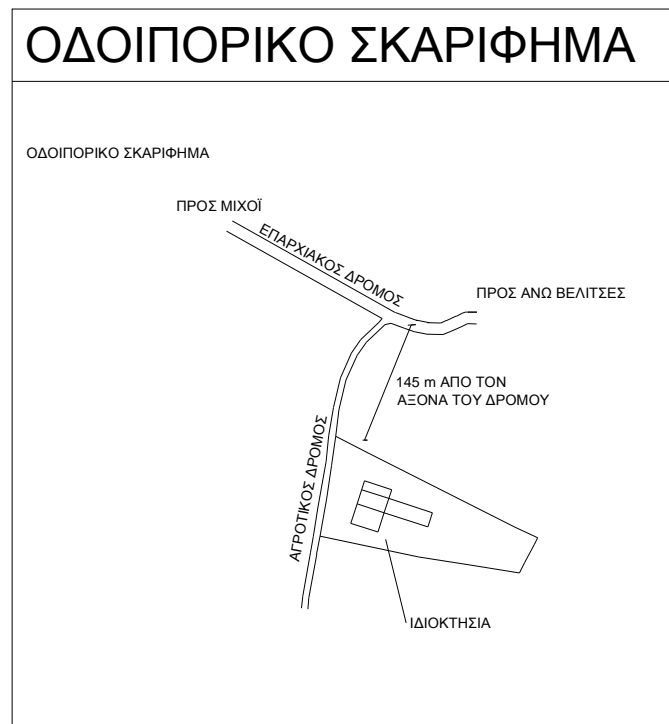 ΟΔΟΙΠΟΡΙΚΟ ΣΚΑΡΙΦΗΜΑ
ΟΔΟΙΠΟΡΙΚΟ ΣΚΑΡΙΦΗΜΑ
ΠΡΟΣ ΜΙΧΟΪ
ΕΠΑΡΧΙΑΚΟΣ ΔΡΟΜΟΣ
ΠΡΟΣ ΑΝΩ ΒΕΛΙΤΣΕΣ
145 m ΑΠΟ ΤΟΝ
ΑΞΟΝΑ ΤΟΥ ΔΡΟΜΟΥ
ΑΓΡΟΤΙΚΟΣ ΔΡΟΜΟΣ
ΙΔΙΟΚΤΗΣΙΑ